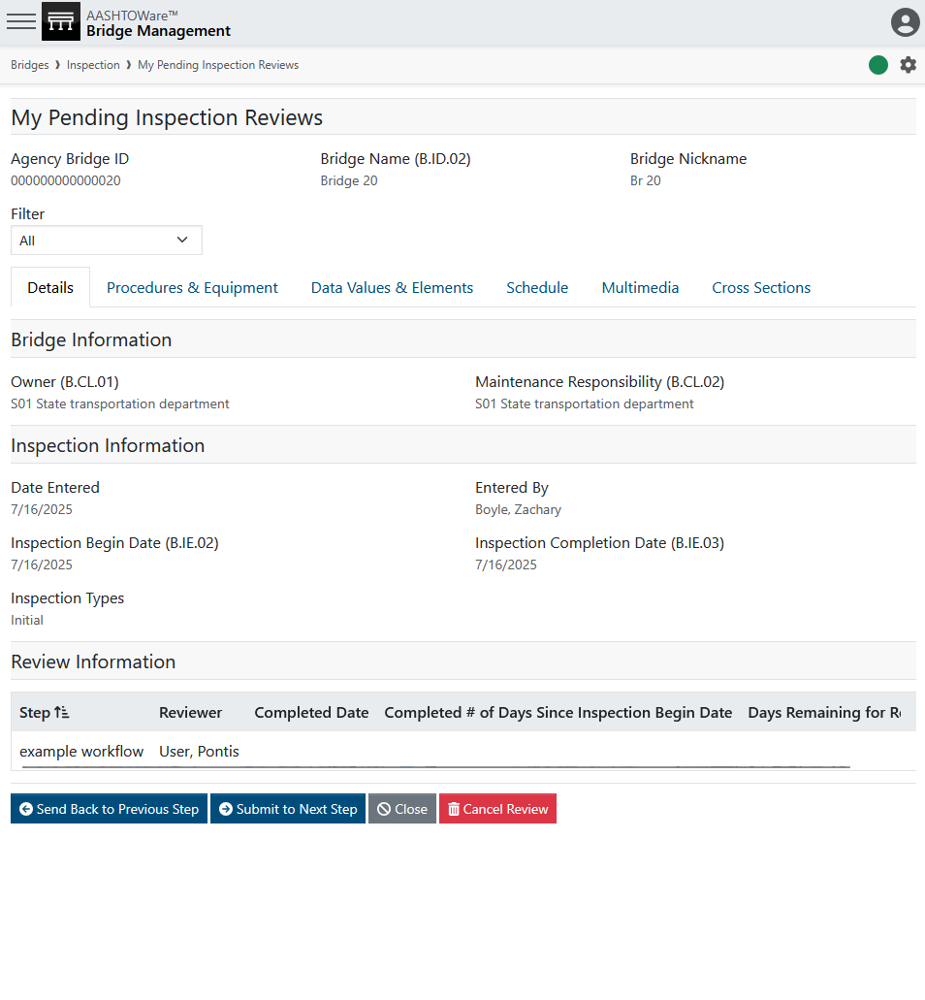 AASHTOWare™
Bridge Management
Bridges ❯ Inspection ❯ My Pending Inspection Reviews
My Pending Inspection Reviews
Agency Bridge ID Bridge Name (B.ID.02) Bridge Nickname
000000000000020 Bridge 20 Br 20
Filter
All
Details Procedures & Equipment Data Values & Elements Schedule Multimedia Cross Sections
Bridge Information
Owner (B.CL.01) Maintenance Responsibility (B.CL.02)
S01 State transportation department S01 State transportation department
Inspection Information
Date Entered Entered By
7/16/2025 Boyle, Zachary
Inspection Begin Date (B.IE.02) Inspection Completion Date (B.IE.03)
7/16/2025 7/16/2025
Inspection Types
Initial
Review Information
Step Reviewer Completed Date Completed # of Days Since Inspection Begin Date Days Remaining for
example workflow User, Pontis
Send Back to Previous Step Submit to Next Step Close Cancel Review